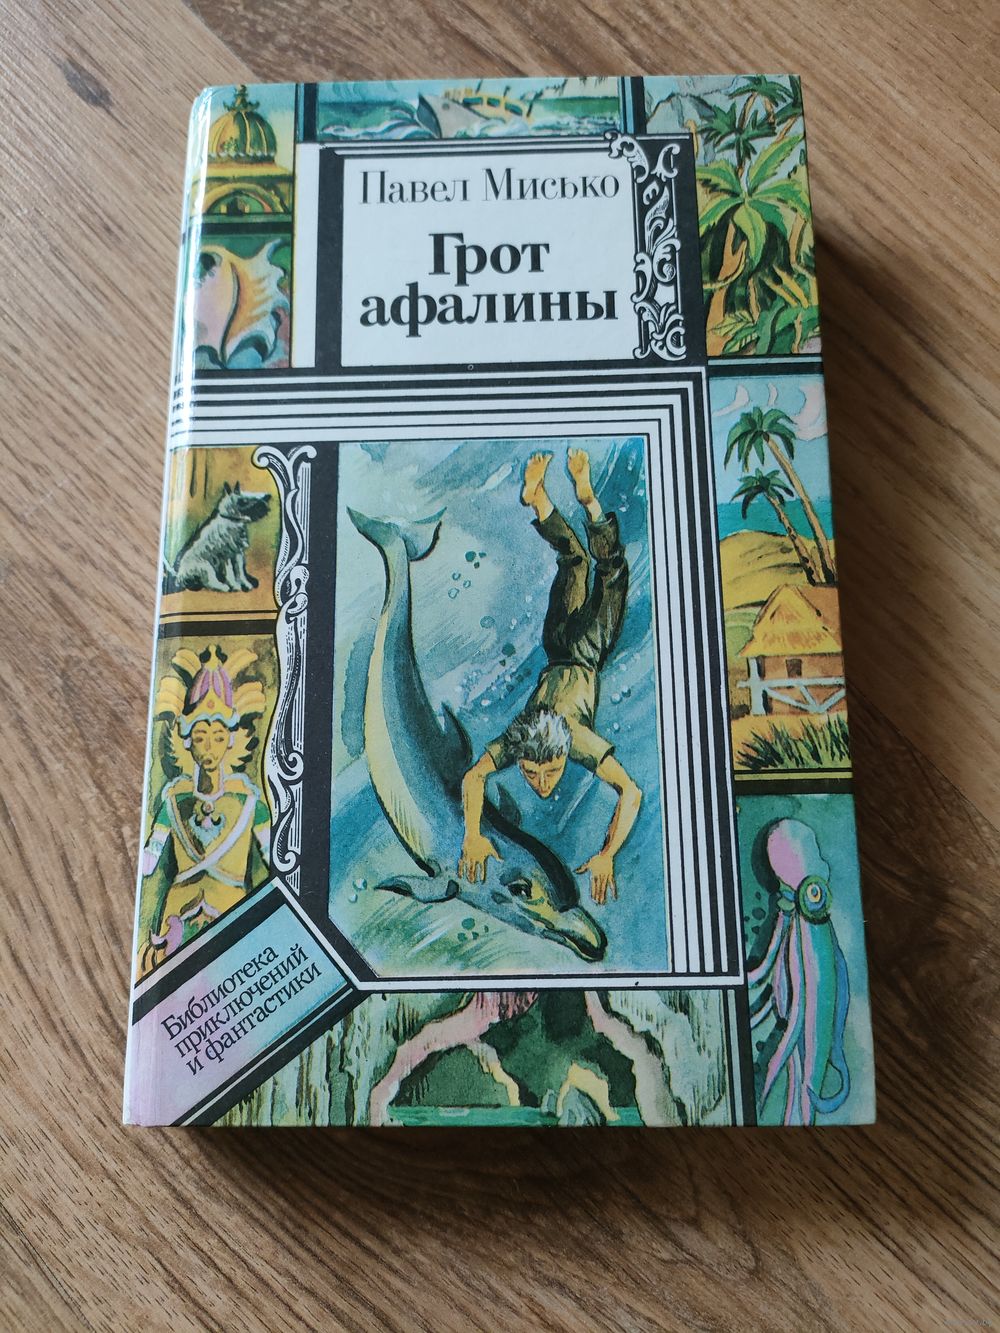 Павел Мисько
Грот
афалины
Библиотека
приключений
и фантастики